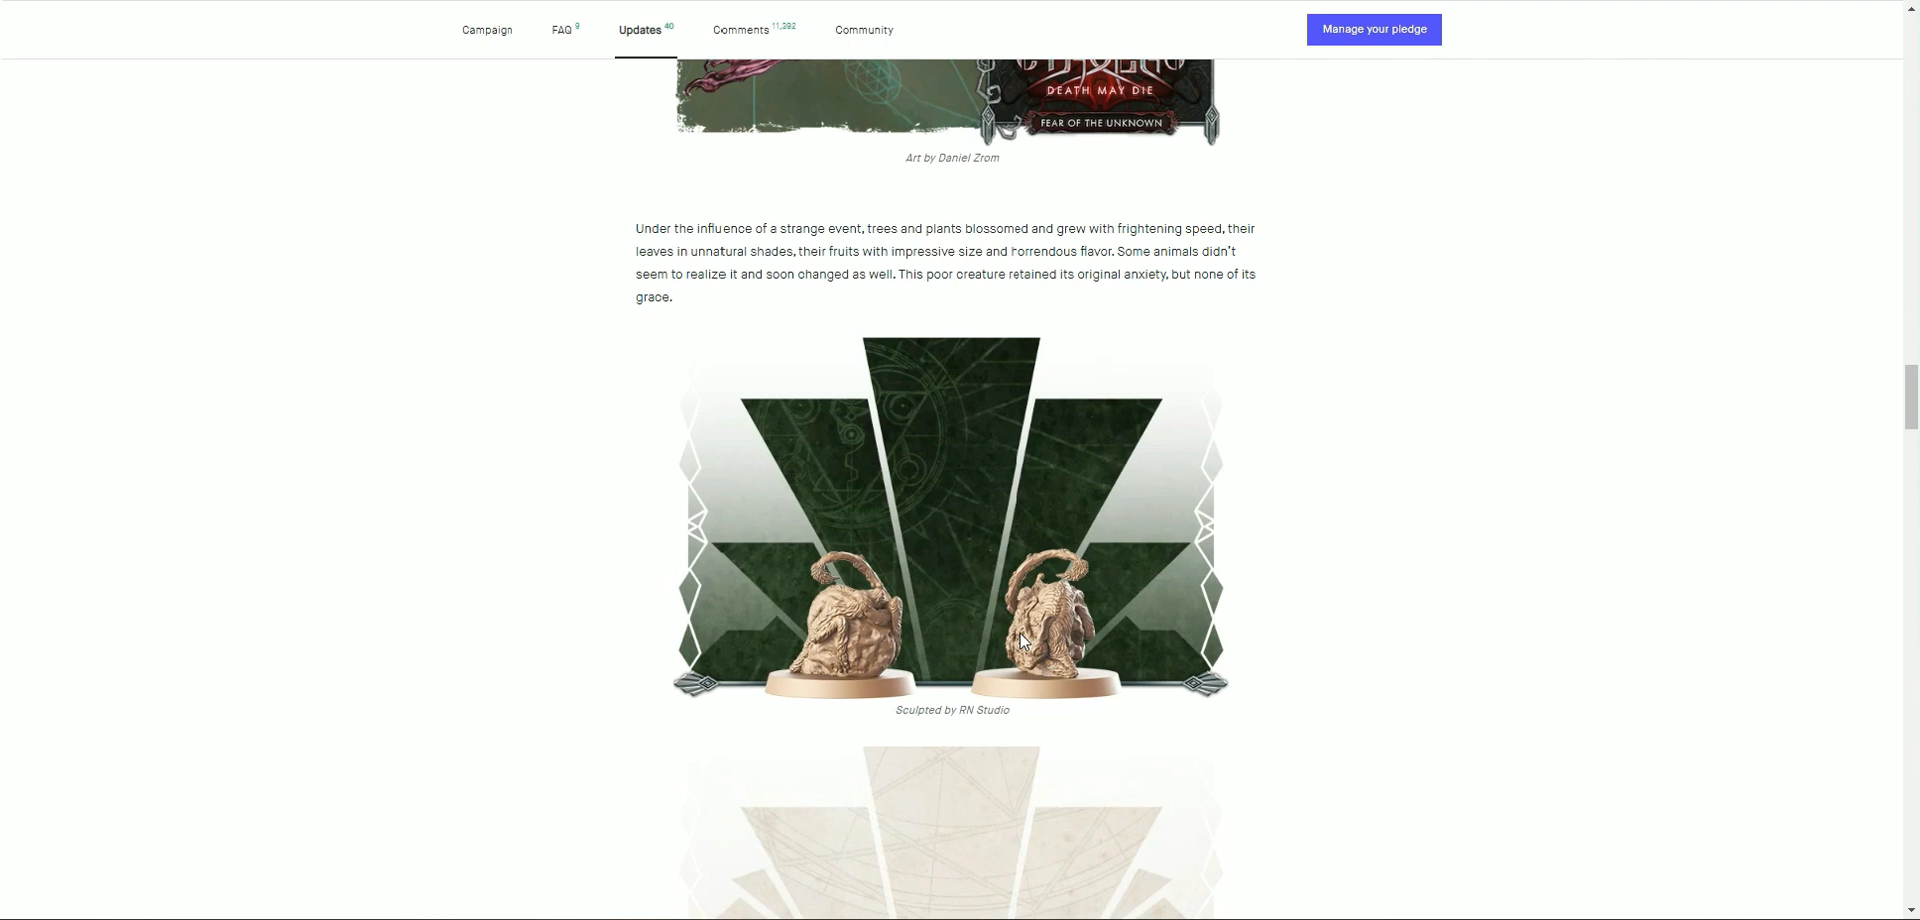 Campaign FAQ 9 Updates 40 Comments 11,392 Community Manage your pledge
DEATH MAY DIE
FEAR OF THE UNKNOWN
Art by Daniel Zrom
Under the influence of a strange event, trees and plants blossomed and grew with frightening speed, their
leaves in unnatural shades, their fruits with impressive size and horrendous flavor. Some animals didn't
seem to realize it and soon changed as well. This poor creature retained its original anxiety, but none of its
grace.
Sculpted by RN Studio